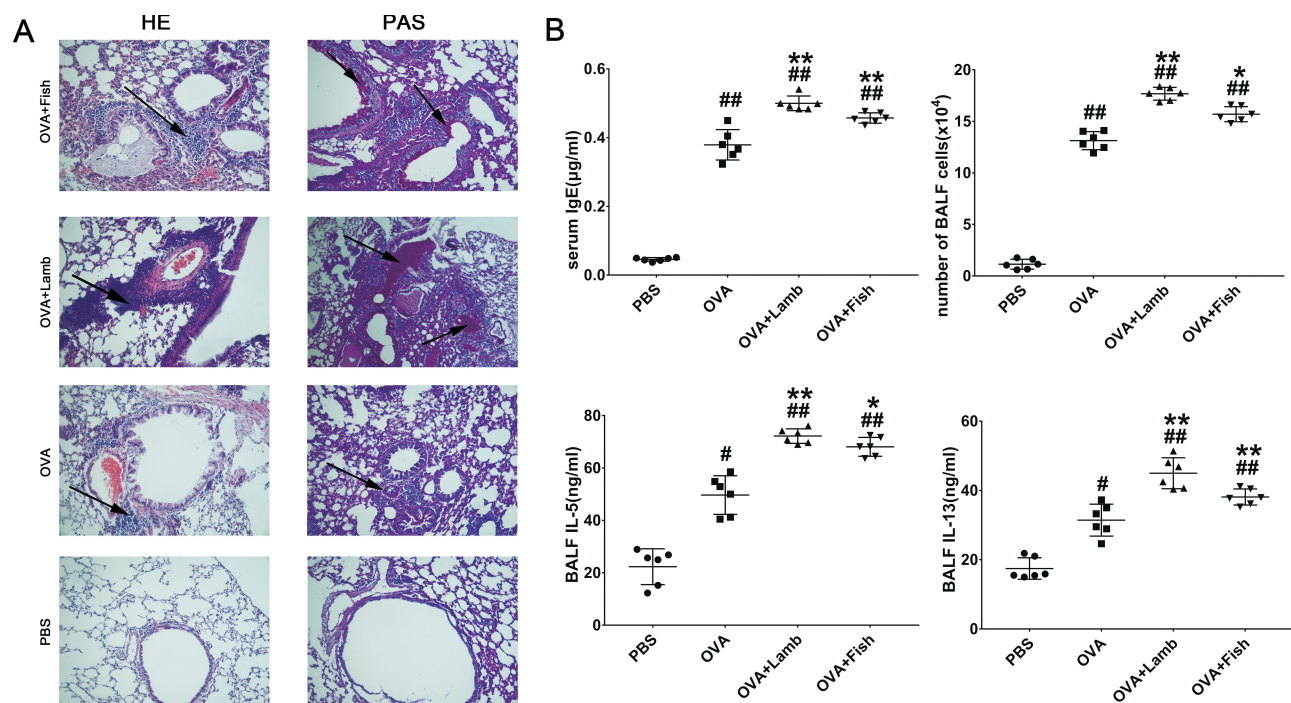 A
HE
PAS
OVA+Fish
OVA+Lamb
OVA
PBS
B
serum IgE(µg/ml)
0.6
0.4
0.2
0.0
##
**
##
**
##
PBS
OVA
OVA+Lamb
OVA+Fish
number of BALF cells(x10⁴)
20
15
10
5
0
##
**
##
*
##
PBS
OVA
OVA+Lamb
OVA+Fish
BALF IL-5(ng/ml)
80
60
40
20
0
#
**
##
*
##
PBS
OVA
OVA+Lamb
OVA+Fish
BALF IL-13(ng/ml)
60
40
20
0
#
**
##
**
##
PBS
OVA
OVA+Lamb
OVA+Fish